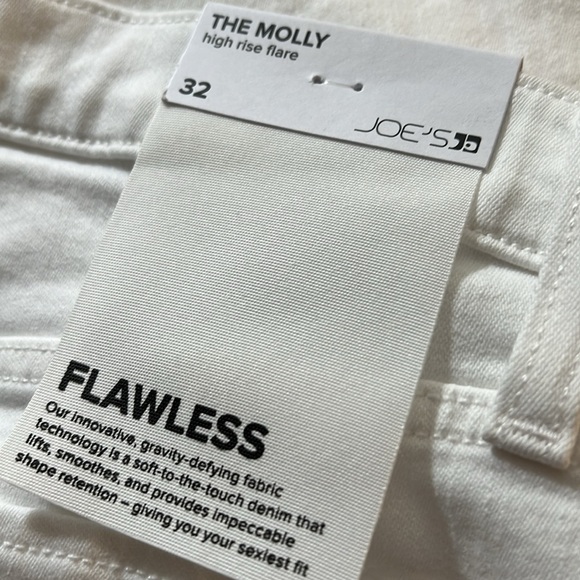 THE MOLLY
high rise flare
32
JOE'S
FLAWLESS
Our innovative, gravity-defying fabric
technology is a soft-to-the-touch denim that
lifts, smoothes, and provides impeccable
shape retention – giving you your sexiest fit